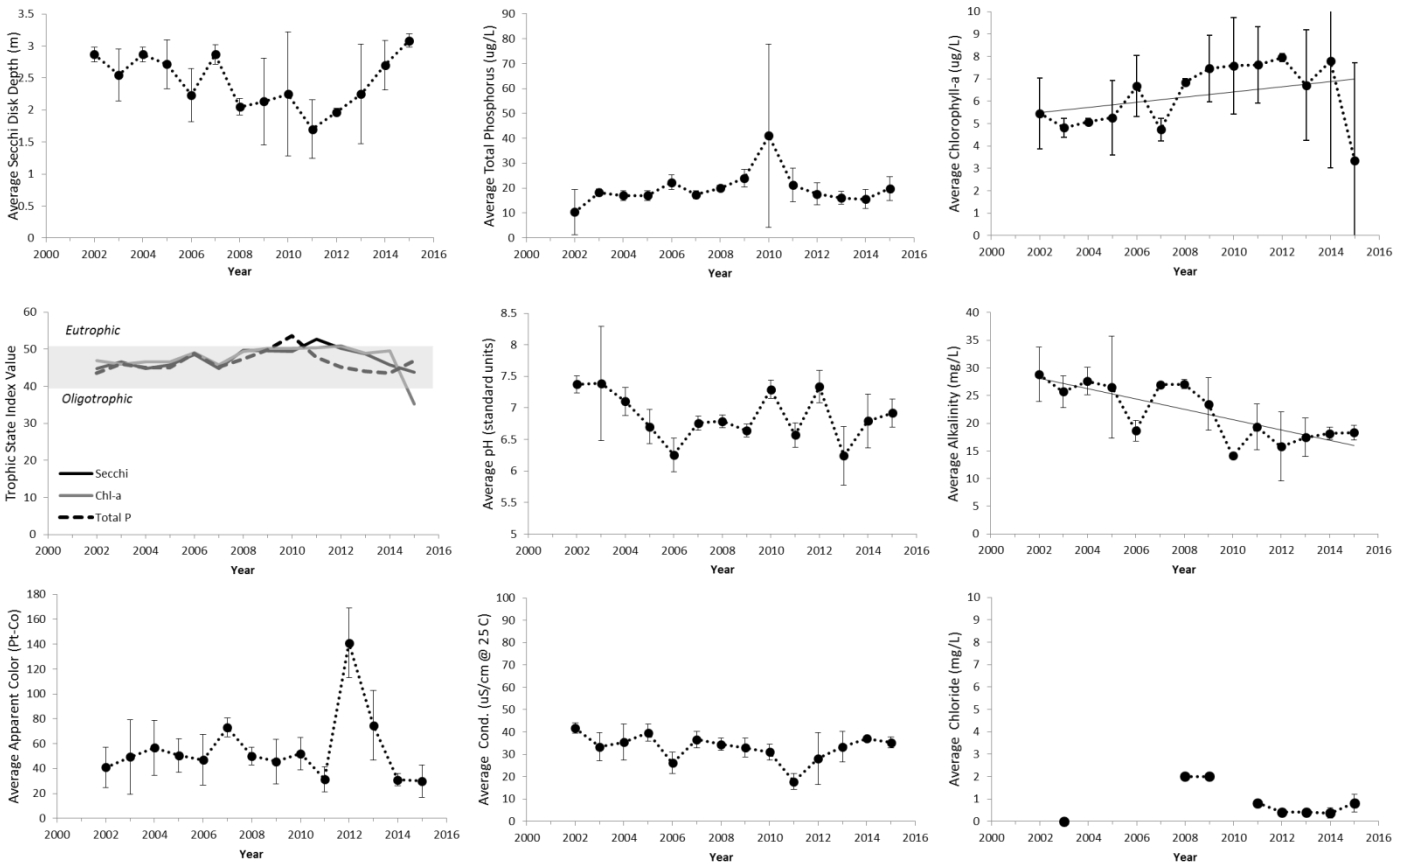 Average Secchi Disk Depth (m)
3.5
3
2.5
2
1.5
1
0.5
0
2000 2002 2004 2006 2008 2010 2012 2014 2016
Year
Average Total Phosphorus (ug/L)
90
80
70
60
50
40
30
20
10
0
2000 2002 2004 2006 2008 2010 2012 2014 2016
Year
Average Chlorophyll-a (ug/L)
10
9
8
7
6
5
4
3
2
1
0
2000 2002 2004 2006 2008 2010 2012 2014 2016
Year
Trophic State Index Value
60
50
40
30
20
10
0
Eutrophic
Oligotrophic
Secchi
Chl-a
Total P
2000 2002 2004 2006 2008 2010 2012 2014 2016
Year
Average pH (standard units)
8.5
8
7.5
7
6.5
6
5.5
5
2000 2002 2004 2006 2008 2010 2012 2014 2016
Year
Average Alkalinity (mg/L)
40
35
30
25
20
15
10
5
0
2000 2002 2004 2006 2008 2010 2012 2014 2016
Year
Average Apparent Color (Pt-Co)
180
160
140
120
100
80
60
40
20
0
2000 2002 2004 2006 2008 2010 2012 2014 2016
Year
Average Cond. (uS/cm @ 25 C)
100
90
80
70
60
50
40
30
20
10
0
2000 2002 2004 2006 2008 2010 2012 2014 2016
Year
Average Chloride (mg/L)
10
9
8
7
6
5
4
3
2
1
0
2000 2002 2004 2006 2008 2010 2012 2014 2016
Year